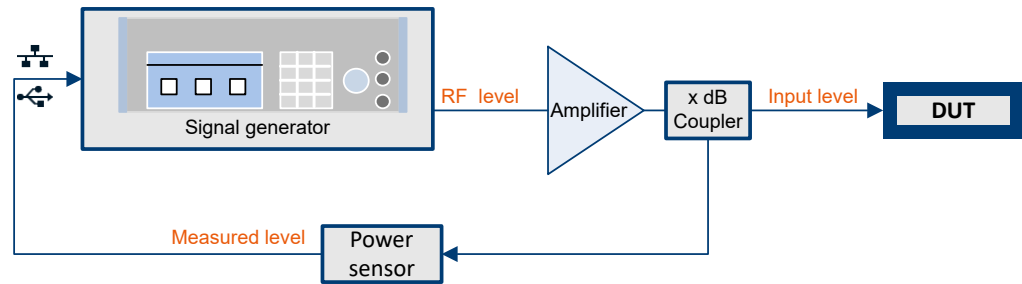 RF level
Amplifier
x dB
Coupler
Input level
DUT
Signal generator
Measured level
Power
sensor